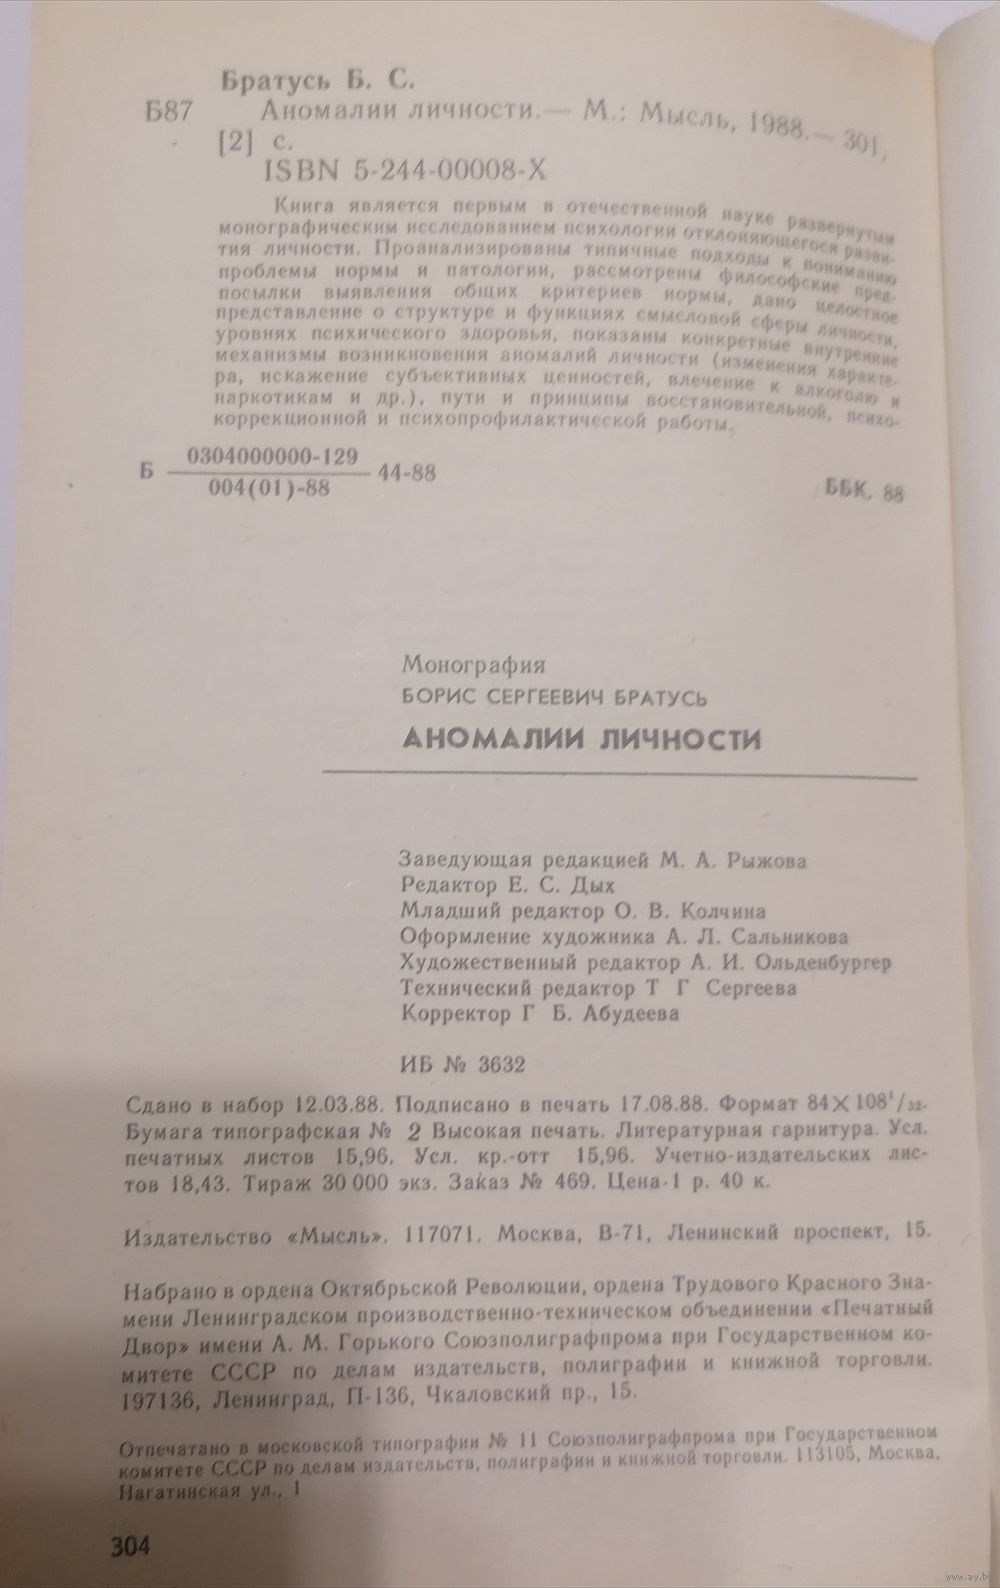 Братусь Б. С.
Б87 Аномалии личности.— М.: Мысль, 1988.— 301,
[2] с.
ISBN 5-244-00008-X
Книга является первым в отечественной науке развернутым
монографическим исследованием психологии отклоняющегося разви-
тия личности. Проанализированы типичные подходы к пониманию
проблемы нормы и патологии, рассмотрены философские пред-
посылки выявления общих критериев нормы, дано целостное
представление о структуре и функциях смысловой сферы личности,
уровнях психического здоровья, показаны конкретные внутренние
механизмы возникновения аномалий личности (изменения характе-
ра, искажение субъективных ценностей, влечение к алкоголю и
наркотикам и др.), пути и принципы восстановительной, психо-
коррекционной и психопрофилактической работы.
0304000000-129
Б 44-88
004(01)-88
ББК. 88
Монография
БОРИС СЕРГЕЕВИЧ БРАТУСЬ
АНОМАЛИИ ЛИЧНОСТИ
Заведующая редакцией М. А. Рыжова
Редактор Е. С. Дых
Младший редактор О. В. Колчина
Оформление художника А. Л. Сальникова
Художественный редактор А. И. Ольденбургер
Технический редактор Т Г Сергеева
Корректор Г Б. Абудеева
ИБ № 3632
Сдано в набор 12.03.88. Подписано в печать 17.08.88. Формат 84×108¹/₃₂.
Бумага типографская № 2 Высокая печать. Литературная гарнитура. Усл.
печатных листов 15,96. Усл. кр.-отт 15,96. Учетно-издательских лис-
тов 18,43. Тираж 30 000 экз. Заказ № 469. Цена 1 р. 40 к.
Издательство «Мысль». 117071. Москва, В-71, Ленинский проспект, 15.
Набрано в ордена Октябрьской Революции, ордена Трудового Красного Зна-
мени Ленинградском производственно-техническом объединении «Печатный
Двор» имени А. М. Горького Союзполиграфпрома при Государственном ко-
митете СССР по делам издательств, полиграфии и книжной торговли.
197136, Ленинград, П-136, Чкаловский пр., 15.
Отпечатано в московской типографии № 11 Союзполиграфпрома при Государственном
комитете СССР по делам издательств, полиграфии и книжной торговли. 113105, Москва,
Нагатинская ул., 1
304
www.ay.by